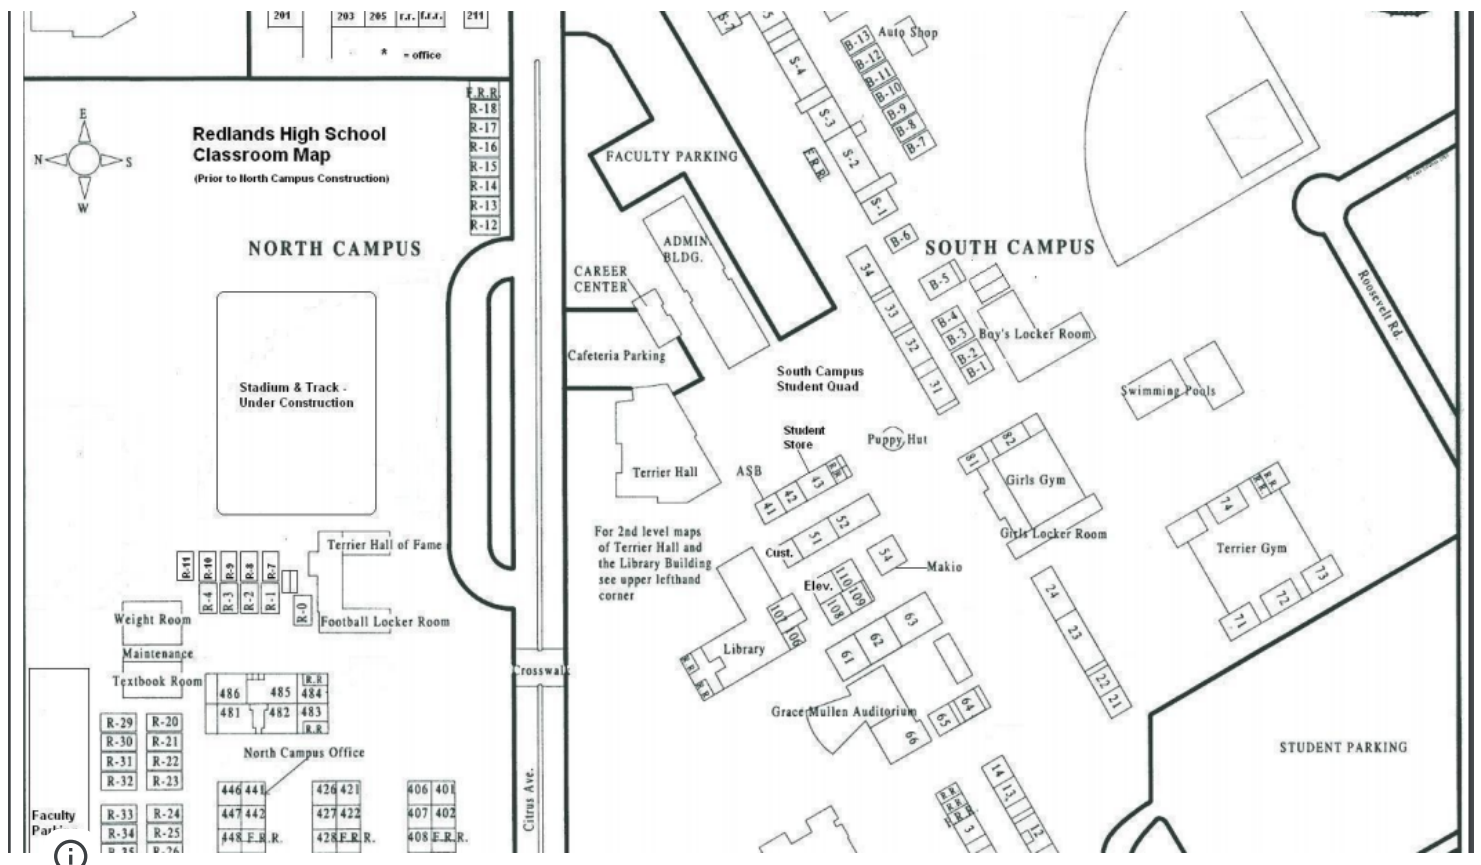 201
203
205
r.r.
f.r.r.
211
*
= office
F.R.R.
R-18
R-17
R-16
R-15
R-14
R-13
R-12
E
N
S
W
Redlands High School
Classroom Map
(Prior to North Campus Construction)
NORTH CAMPUS
Stadium & Track -
Under Construction
Terrier Hall of Fame
R-11
R-10
R-9
R-8
R-7
R-4
R-3
R-2
R-1
R-0
Football Locker Room
Weight Room
Maintenance
Textbook Room
486
485
484
R.R
481
482
483
R.R
North Campus Office
R-29
R-20
R-30
R-21
R-31
R-22
R-32
R-23
R-33
R-24
R-34
R-25
R-35
R-26
Faculty
446
441
447
442
448
F.R.R.
426
421
427
422
428
F.R.R.
406
401
407
402
408
F.R.R.
Crosswalk
Citrus Ave.
FACULTY PARKING
ADMIN.
BLDG.
CAREER
CENTER
Cafeteria Parking
Terrier Hall
For 2nd level maps
of Terrier Hall and
the Library Building
see upper lefthand
corner
South Campus
Student Quad
Student
Store
ASB
41
42
43
R.R
Cust.
51
52
54
Makio
Elev.
110
109
108
107
106
Library
R.R
R.R
61
62
63
Grace Mullen Auditorium
64
65
66
Puppy Hut
S-4
S-3
S-2
S-1
F.R.R
B-13
B-12
B-11
B-10
B-9
B-8
B-7
Auto Shop
B-6
SOUTH CAMPUS
34
33
32
31
B-5
B-4
B-3
B-2
B-1
Boy's Locker Room
Swimming Pools
Roosevelt Rd.
81
82
Girls Gym
Girls Locker Room
74
R.R.
R.R.
Terrier Gym
71
72
73
24
23
22
21
STUDENT PARKING
14
13
12
R.R
R.R
3